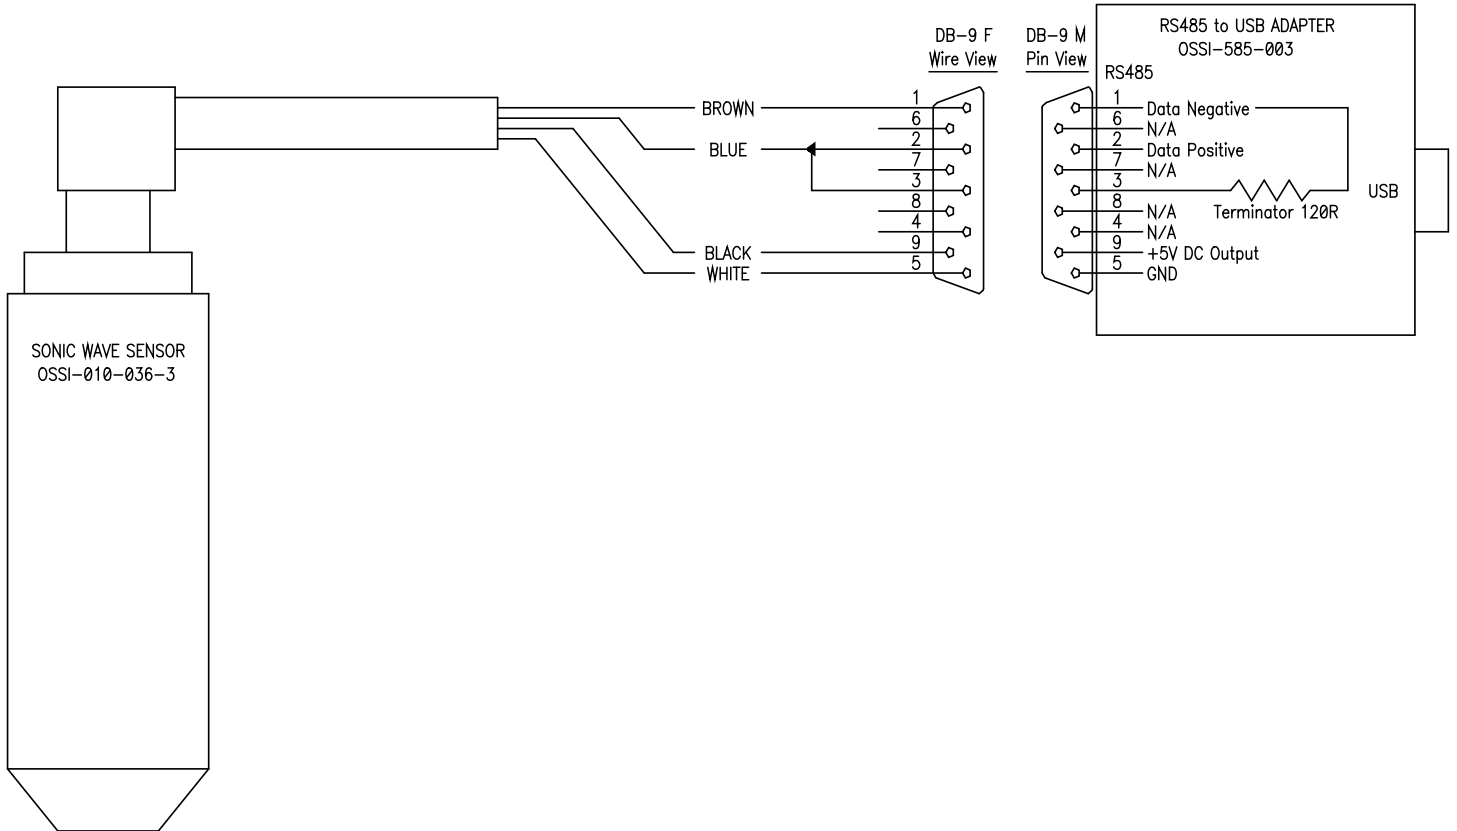 DB-9 F
Wire View
DB-9 M
Pin View
RS485 to USB ADAPTER
OSSI-585-003
RS485
BROWN
1
1
Data Negative
6
6
N/A
BLUE
2
2
Data Positive
7
7
N/A
3
3
USB
8
8
N/A
Terminator 120R
4
4
N/A
BLACK
9
9
+5V DC Output
WHITE
5
5
GND
SONIC WAVE SENSOR
OSSI-010-036-3